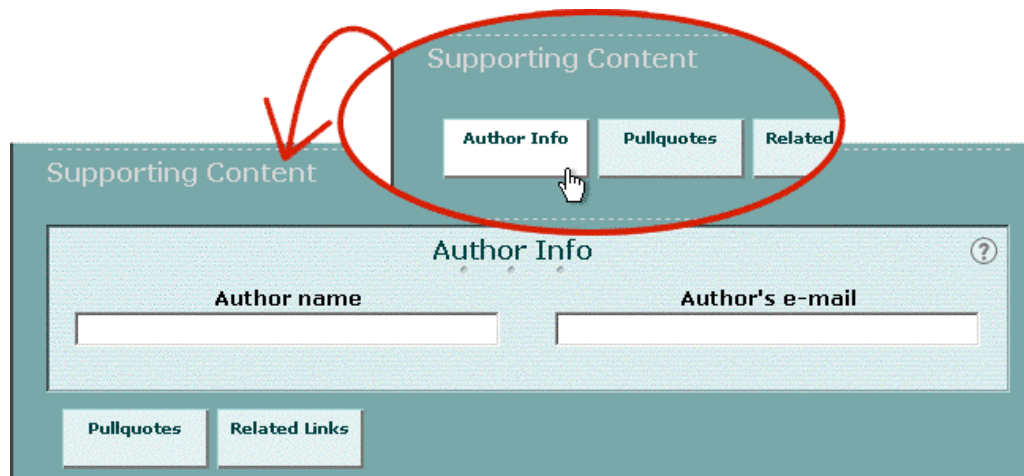 Supporting Content
Author Info Pullquotes Related
Supporting Content
Author Info ?
Author name Author's e-mail
Pullquotes Related Links